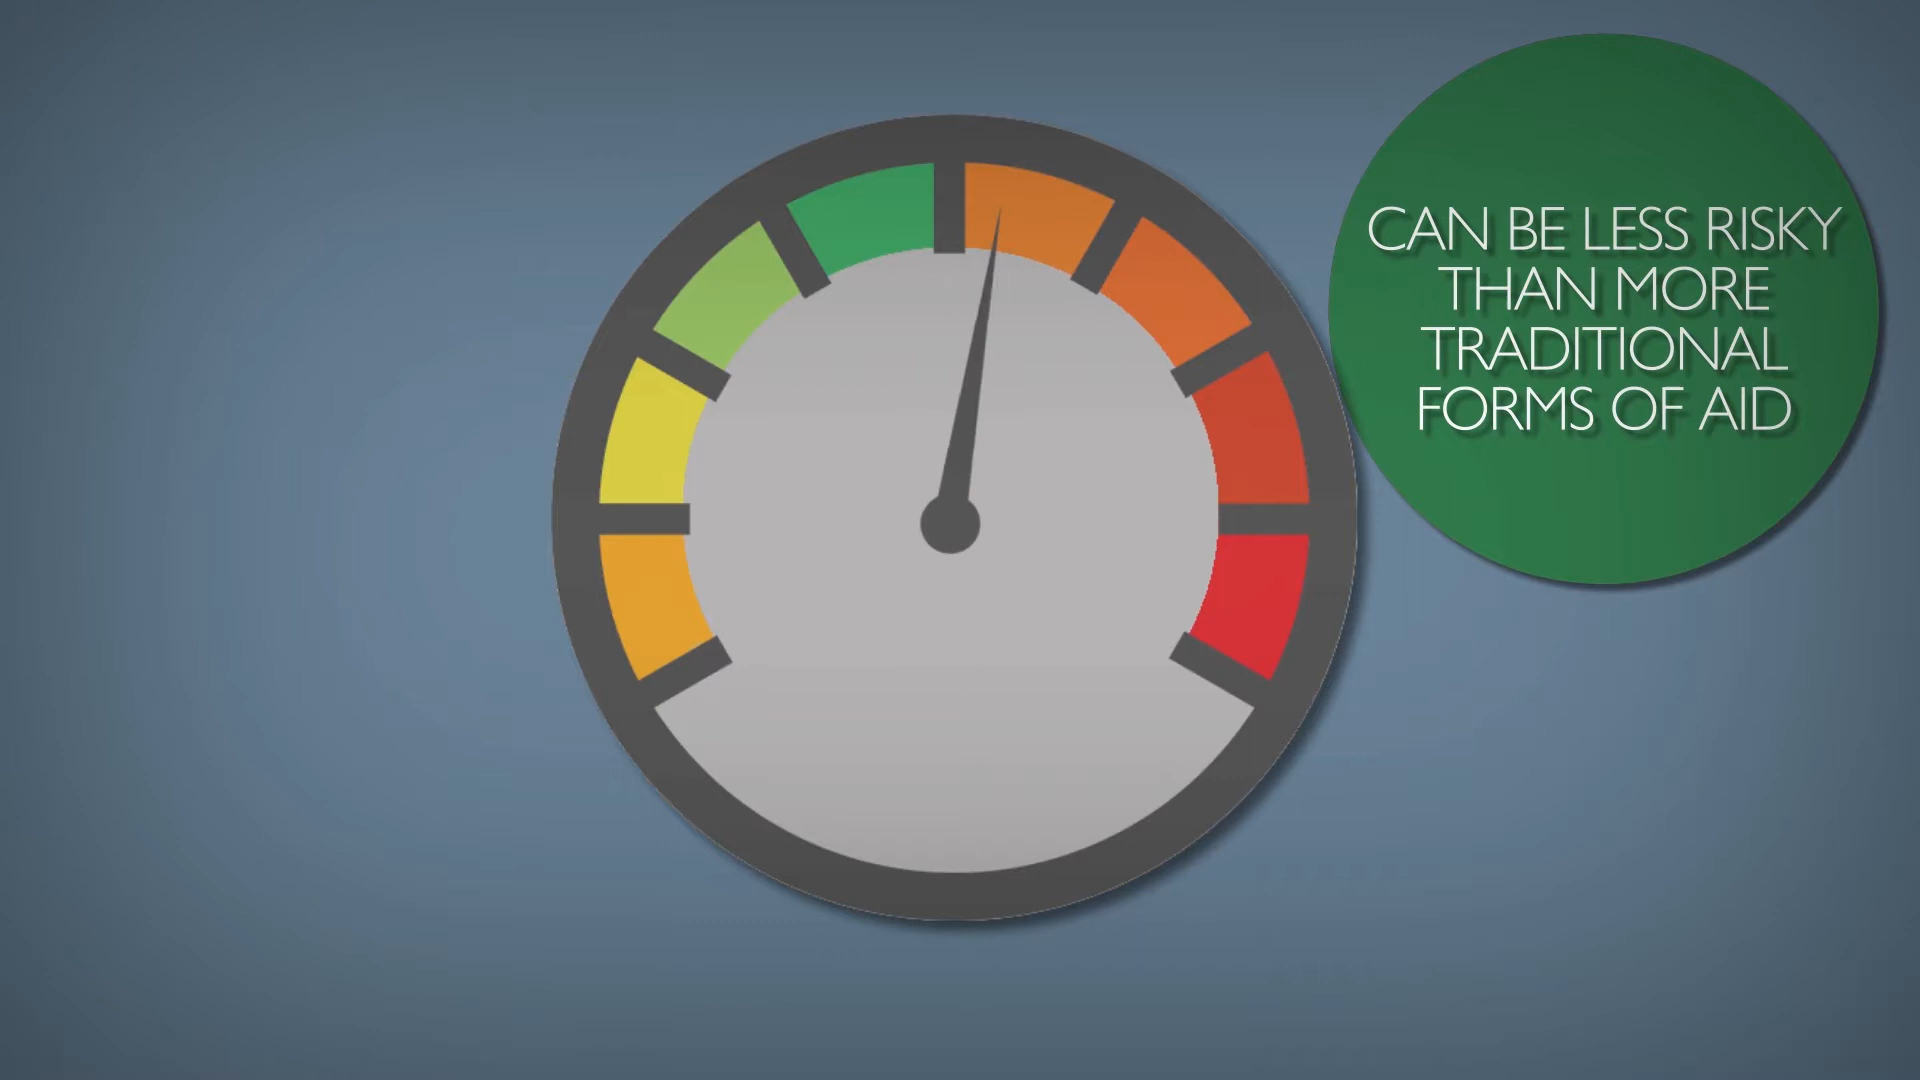 CAN BE LESS RISKY
THAN MORE
TRADITIONAL
FORMS OF AID